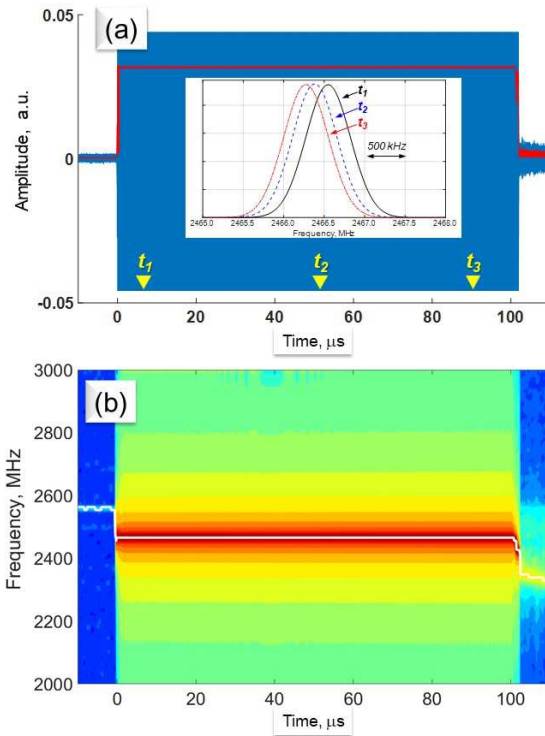 (a)
0.05
0
-0.05
Amplitude, a.u.
t1
t2
t3
500 kHz
2465.0 2465.5 2466.0 2466.5 2467.0 2467.5 2468.0
Frequency, MHz
t1 t2 t3
0 20 40 60 80 100
Time, μs
(b)
3000
2800
2600
2400
2200
2000
Frequency, MHz
0 20 40 60 80 100
Time, μs